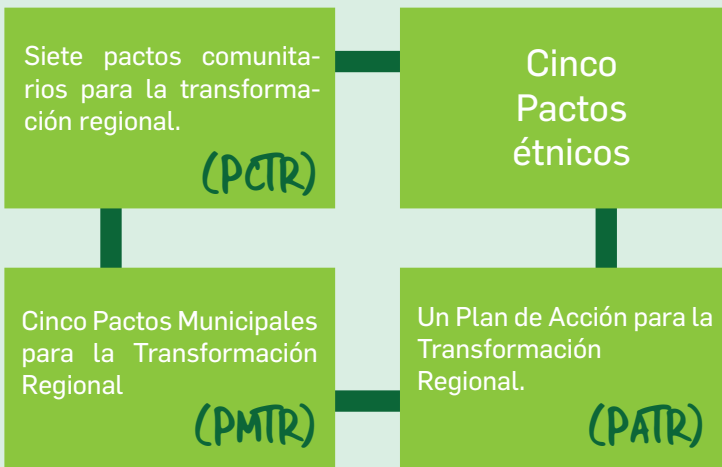 Siete pactos comunita-
rios para la transforma-
ción regional.
(PCTR)
Cinco
Pactos
étnicos
Cinco Pactos Municipales
para la Transformación
Regional
(PMTR)
Un Plan de Acción para la
Transformación
Regional.
(PATR)